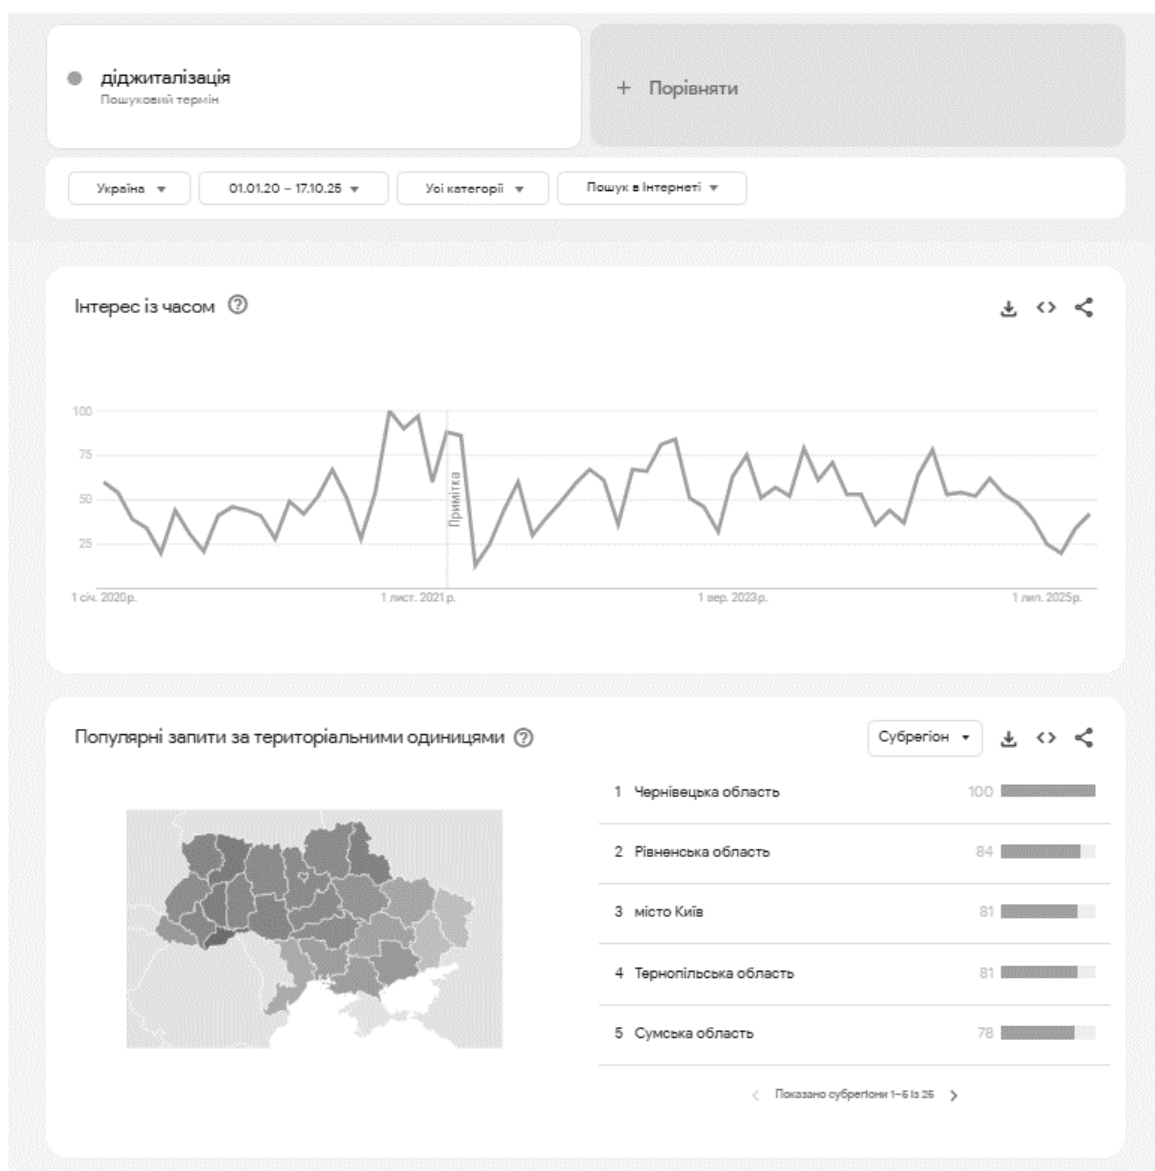 діджиталізація
Пошуковий термін
+ Порівняти
Україна
01.01.20 – 17.10.25
Усі категорії
Пошук в Інтернеті
Інтерес із часом
100
75
50
25
Примітка
1 січ. 2020 р.
1 лист. 2021 р.
1 вер. 2023 р.
1 лип. 2025 р.
Популярні запити за територіальними одиницями
Субрегіон
1 Чернівецька область 100
2 Рівненська область 84
3 місто Київ 81
4 Тернопільська область 81
5 Сумська область 78
Показано субрегіони 1–5 із 26